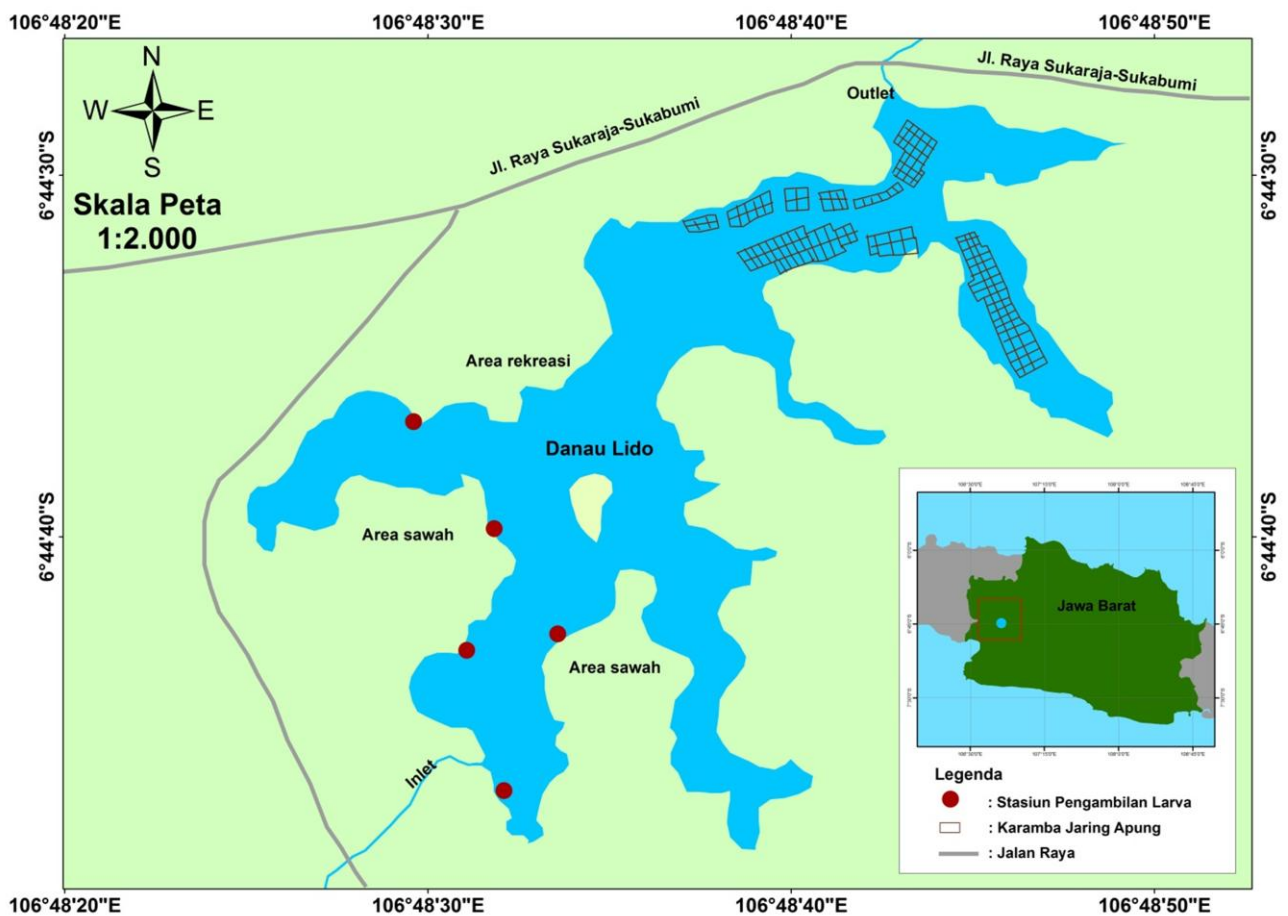 106°48'20"E 106°48'30"E 106°48'40"E 106°48'50"E
N
W E
S
Skala Peta
1:2.000
Jl. Raya Sukaraja-Sukabumi
Jl. Raya Sukaraja-Sukabumi
Outlet
6°44'30"S
6°44'30"S
Area rekreasi
Danau Lido
Area sawah
6°44'40"S
6°44'40"S
Area sawah
Inlet
Jawa Barat
Legenda
: Stasiun Pengambilan Larva
: Karamba Jaring Apung
: Jalan Raya
106°48'20"E 106°48'30"E 106°48'40"E 106°48'50"E